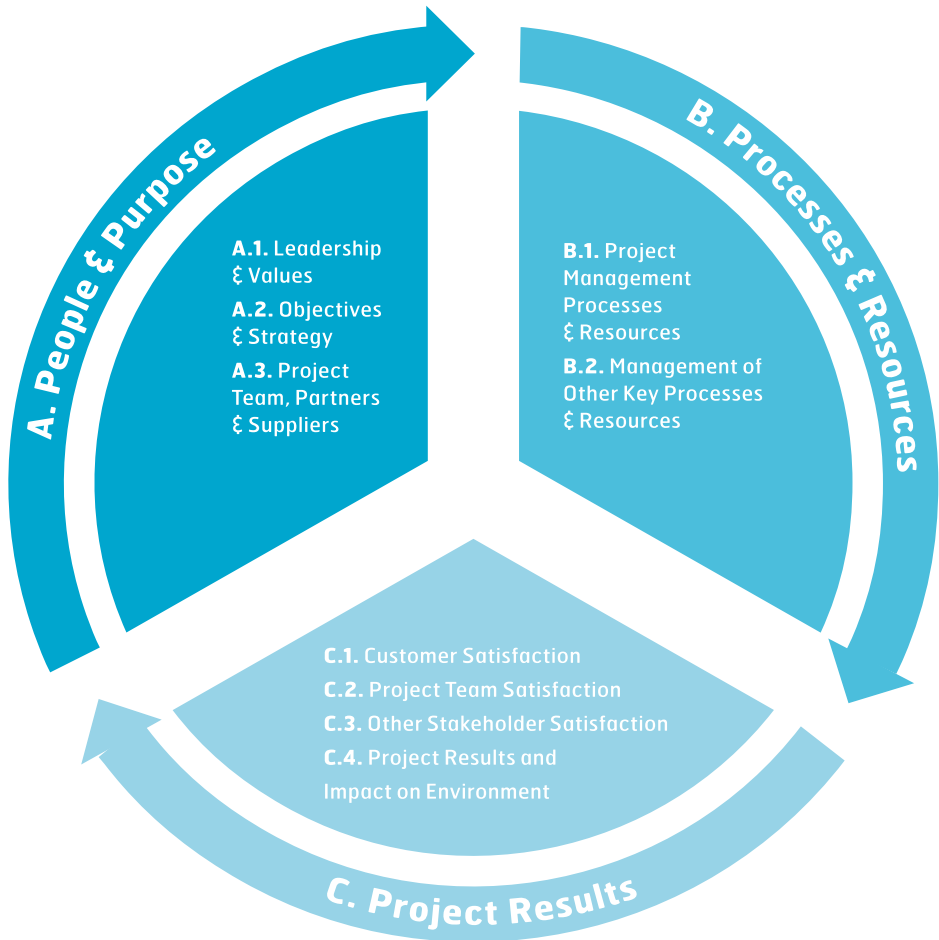 A. People & Purpose
A.1. Leadership
& Values
A.2. Objectives
& Strategy
A.3. Project
Team, Partners
& Suppliers
B. Processes & Resources
B.1. Project
Management
Processes
& Resources
B.2. Management of
Other Key Processes
& Resources
C.1. Customer Satisfaction
C.2. Project Team Satisfaction
C.3. Other Stakeholder Satisfaction
C.4. Project Results and
Impact on Environment
C. Project Results